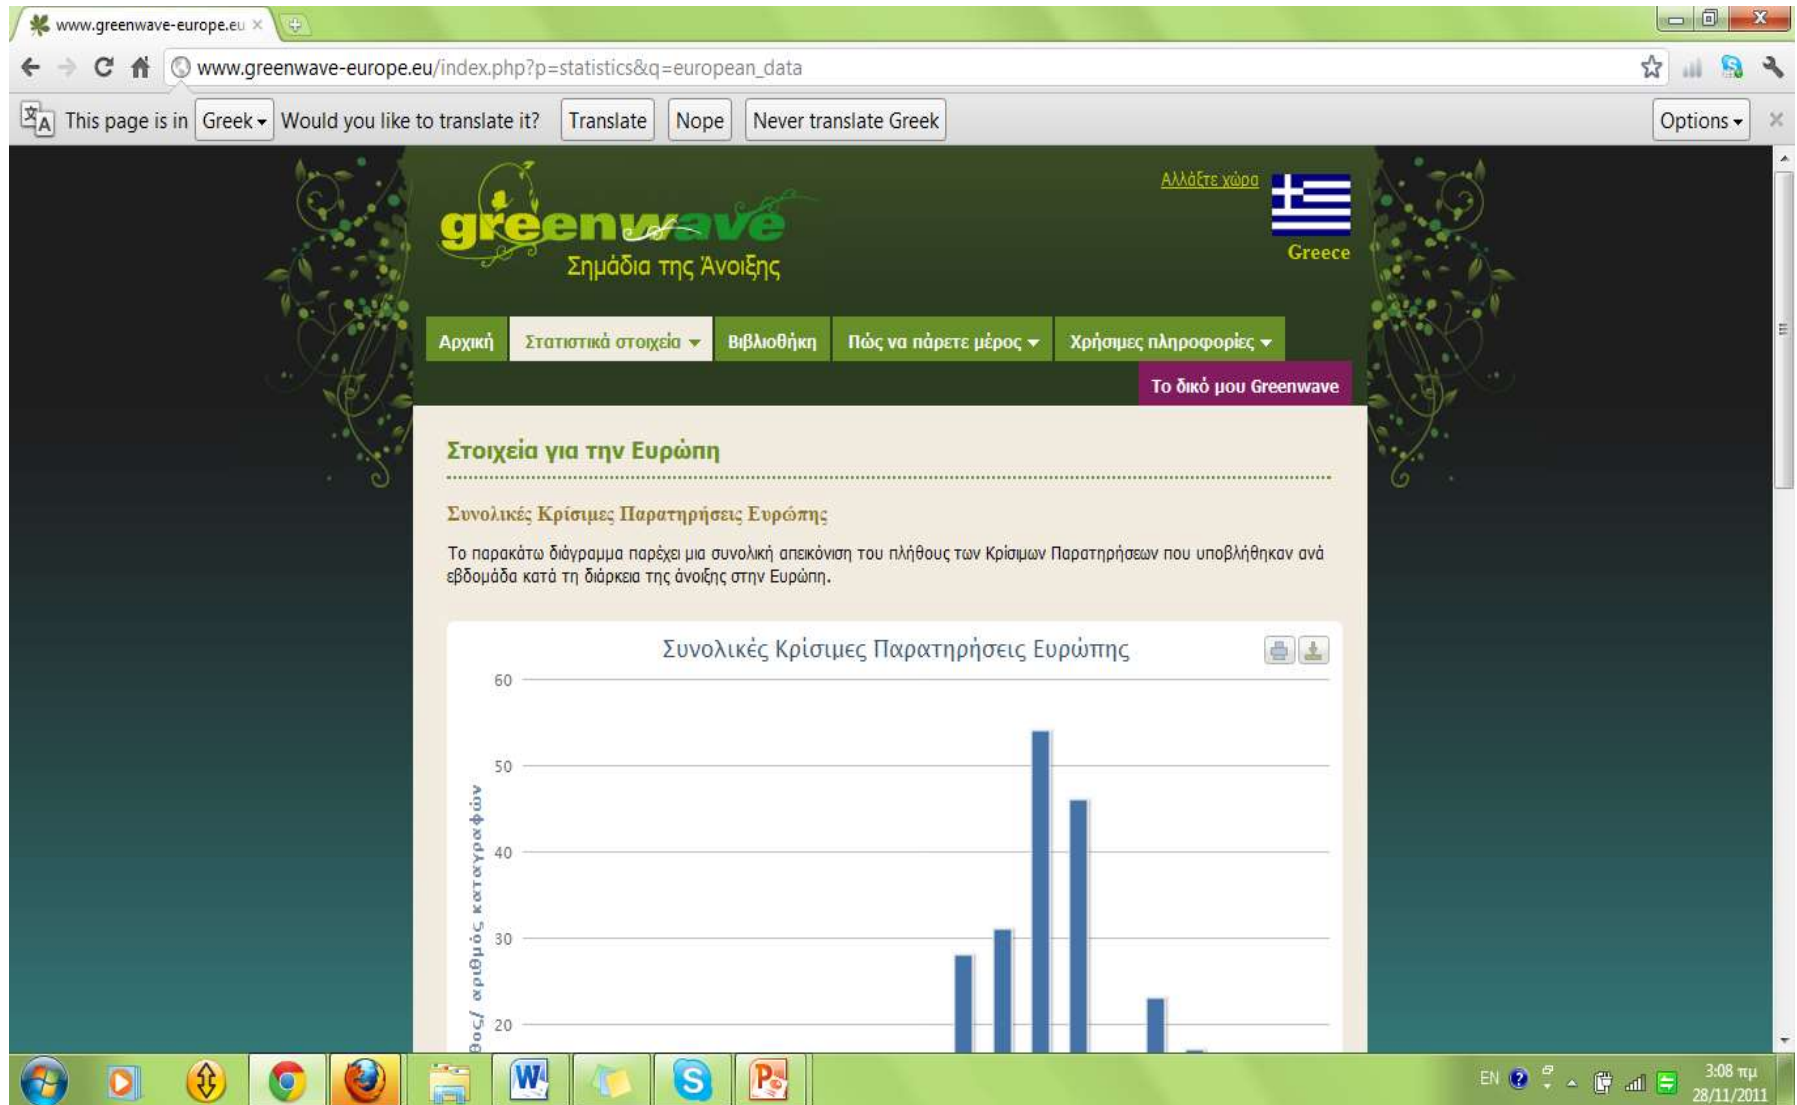 www.greenwave-europe.eu
www.greenwave-europe.eu/index.php?p=statistics&q=european_data
This page is in Greek Would you like to translate it? Translate Nope Never translate Greek Options
Αλλάξτε χώρα
greenwave
Σημάδια της Άνοιξης
Greece
Αρχική Στατιστικά στοιχεία Βιβλιοθήκη Πώς να πάρετε μέρος Χρήσιμες πληροφορίες
Το δικό μου Greenwave
Στοιχεία για την Ευρώπη
Συνολικές Κρίσιμες Παρατηρήσεις Ευρώπης
Το παρακάτω διάγραμμα παρέχει μια συνολική απεικόνιση του πλήθους των Κρίσιμων Παρατηρήσεων που υποβλήθηκαν ανά
εβδομάδα κατά τη διάρκεια της άνοιξης στην Ευρώπη.
Συνολικές Κρίσιμες Παρατηρήσεις Ευρώπης
60
50
40
30
20
θος/ αριθμός καταγραφών
EN
3:08 πμ
28/11/2011